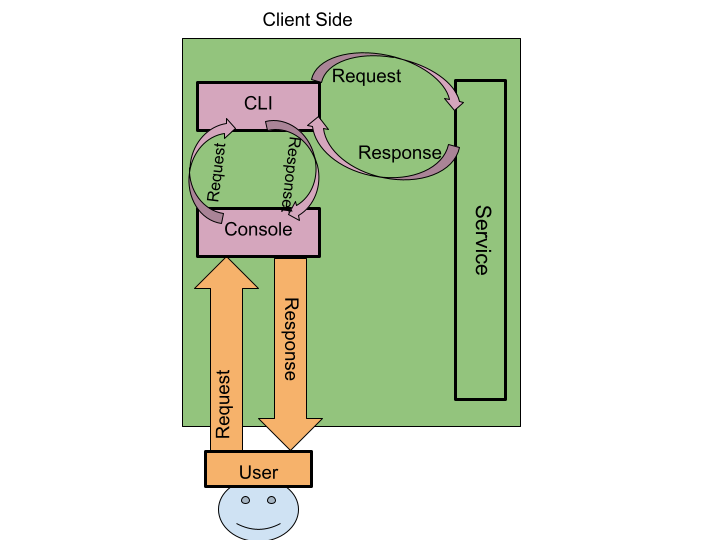 Client Side
Request
CLI
Response
Request
Response
Service
Console
Response
Request
User